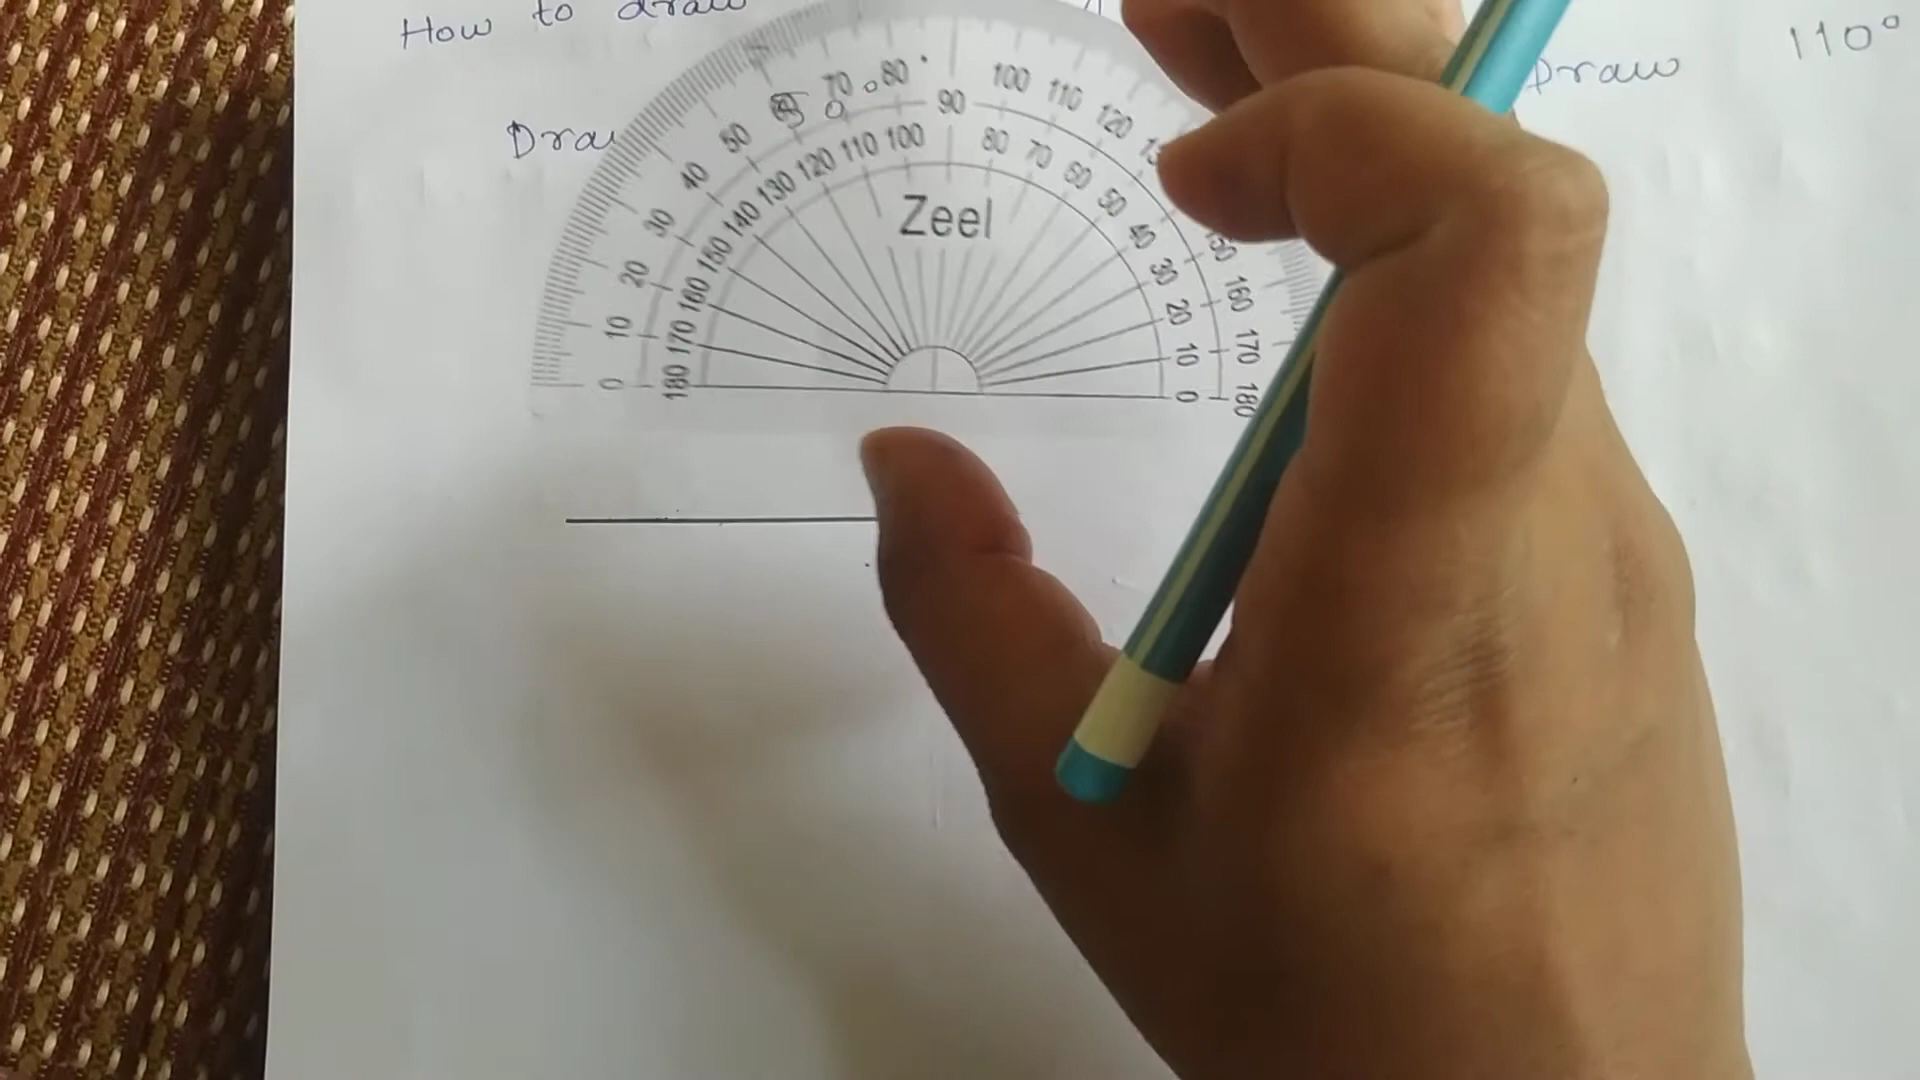 How to draw
Draw 110°
Dra
70 80 90 100 110 120
50
40
30
20
10
0
180 170 160 150 140 130 120 110 100 80 70 60 50 40 30 20 10 0
150 160 170 180
Zeel